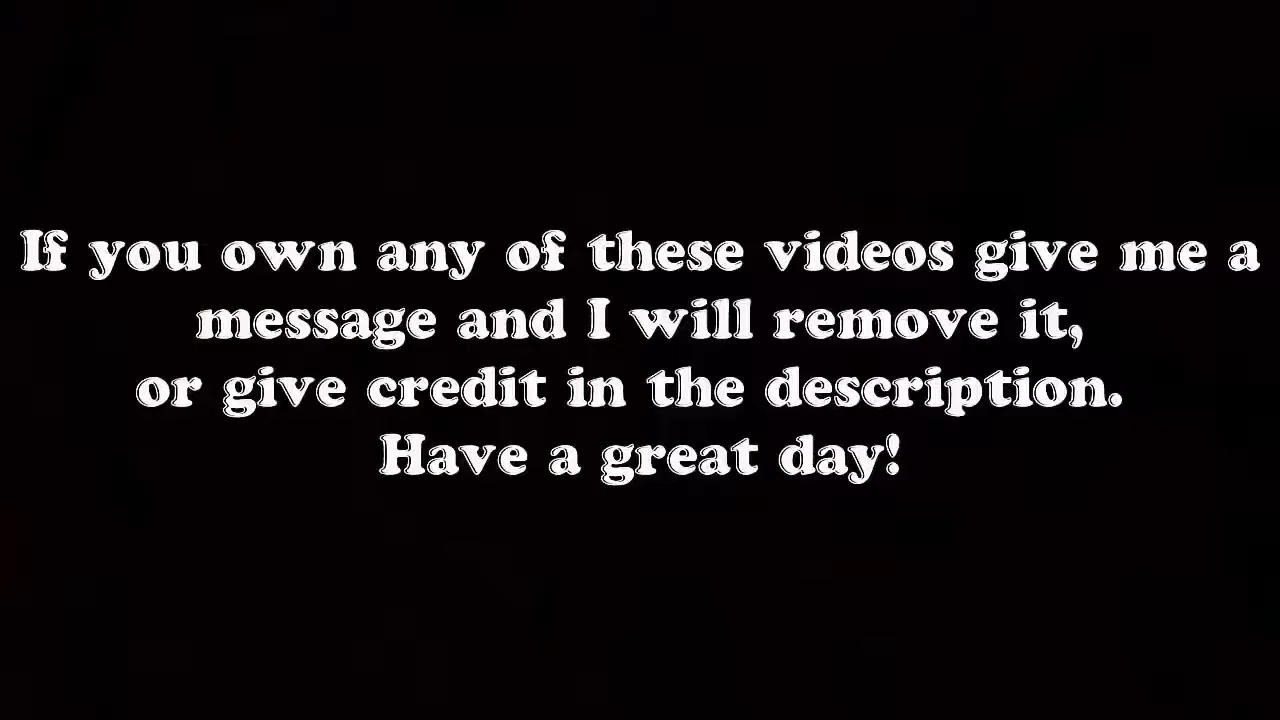 If you own any of these videos give me a
message and I will remove it,
or give credit in the description.
Have a great day!